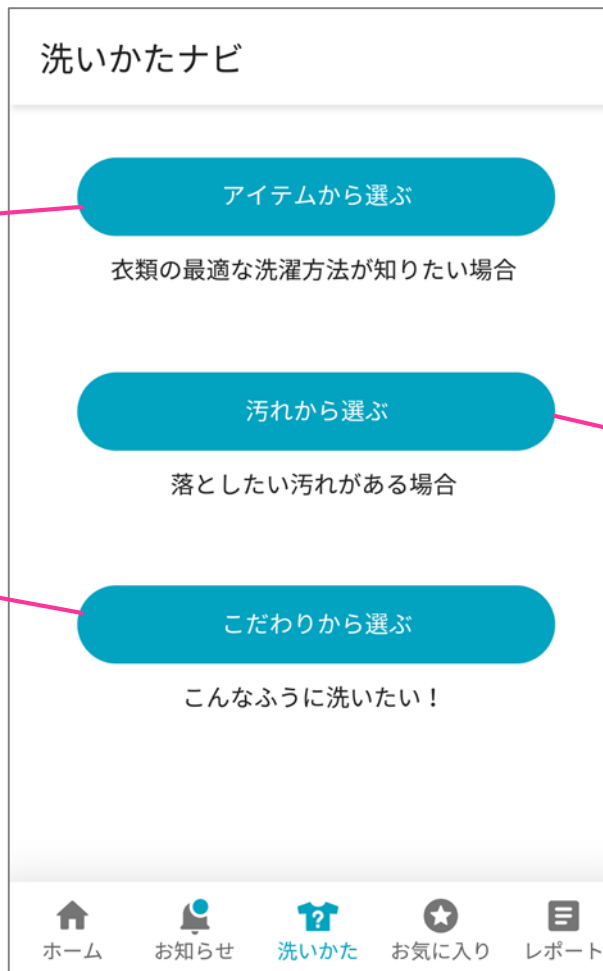 洗いかたナビ
アイテムから選ぶ
衣類の最適な洗濯方法が知りたい場合
汚れから選ぶ
落としたい汚れがある場合
こだわりから選ぶ
こんなふうに洗いたい！
ホーム お知らせ 洗いかた お気に入り レポート